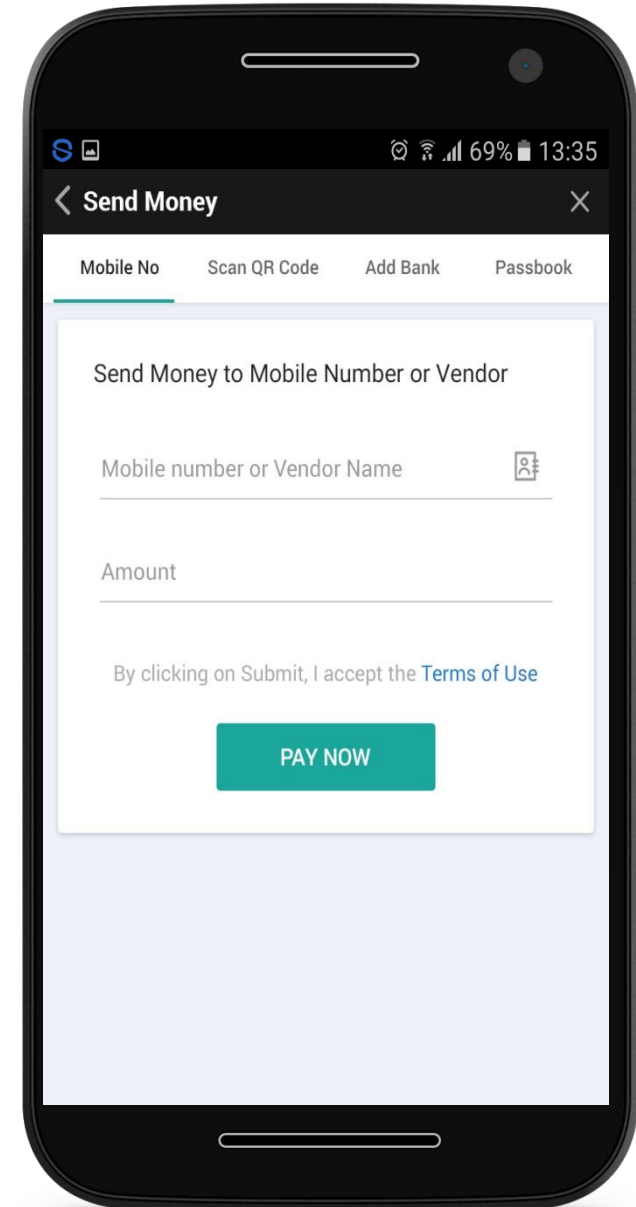 69% 13:35
Send Money
Mobile No Scan QR Code Add Bank Passbook
Send Money to Mobile Number or Vendor
Mobile number or Vendor Name
Amount
By clicking on Submit, I accept the Terms of Use
PAY NOW